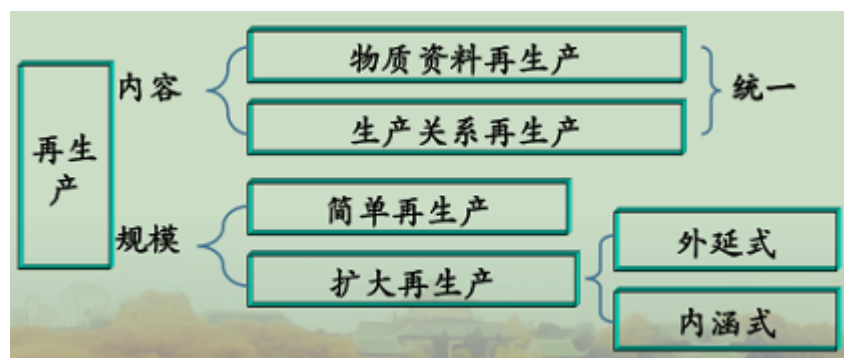 再生
产
内容
物质资料再生产
生产关系再生产
统一
规模
简单再生产
扩大再生产
外延式
内涵式